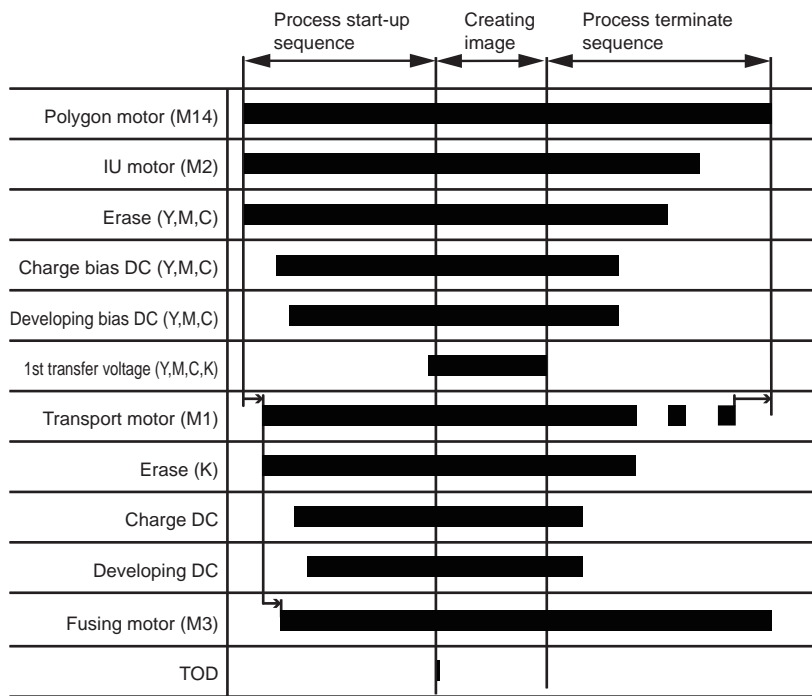 Process start-up
sequence
Creating
image
Process terminate
sequence
Polygon motor (M14)
IU motor (M2)
Erase (Y,M,C)
Charge bias DC (Y,M,C)
Developing bias DC (Y,M,C)
1st transfer voltage (Y,M,C,K)
Transport motor (M1)
Erase (K)
Charge DC
Developing DC
Fusing motor (M3)
TOD